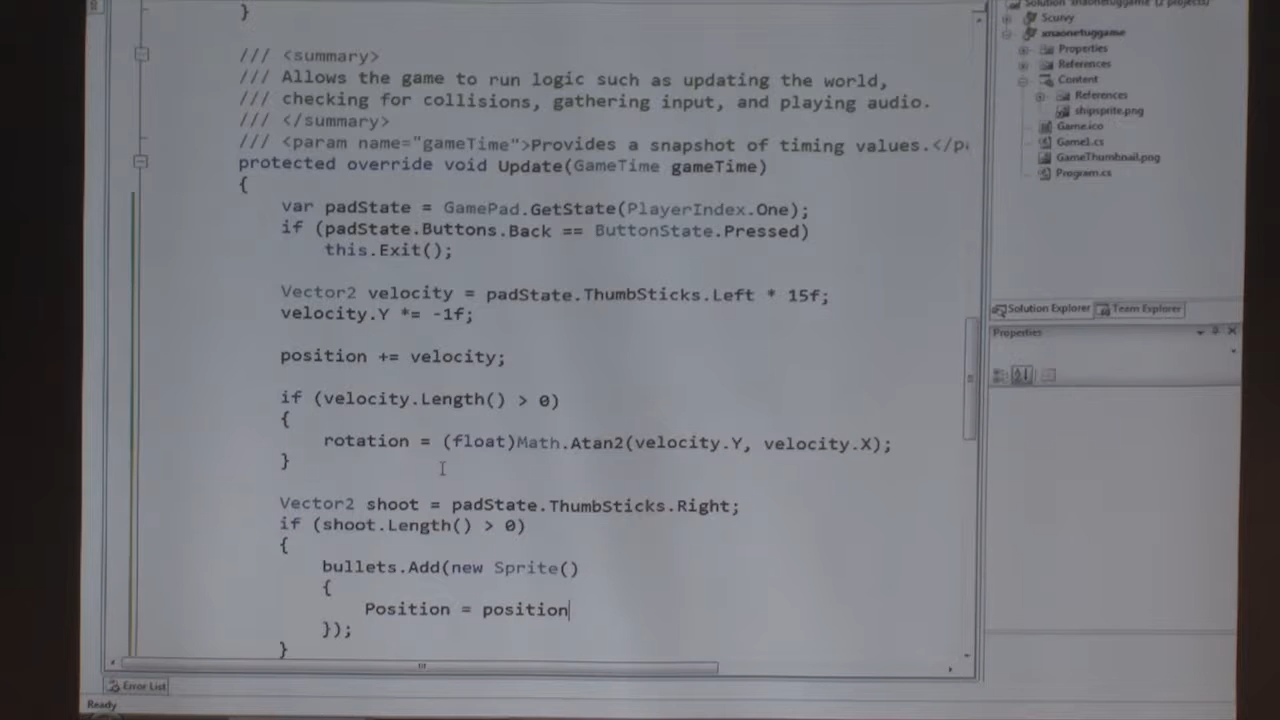 }
/// <summary>
/// Allows the game to run logic such as updating the world,
/// checking for collisions, gathering input, and playing audio.
/// </summary>
/// <param name="gameTime">Provides a snapshot of timing values.</pa
protected override void Update(GameTime gameTime)
{
var padState = GamePad.GetState(PlayerIndex.One);
if (padState.Buttons.Back == ButtonState.Pressed)
this.Exit();
Vector2 velocity = padState.ThumbSticks.Left * 15f;
velocity.Y *= -1f;
position += velocity;
if (velocity.Length() > 0)
{
rotation = (float)Math.Atan2(velocity.Y, velocity.X);
}
Vector2 shoot = padState.ThumbSticks.Right;
if (shoot.Length() > 0)
{
bullets.Add(new Sprite()
{
Position = position
});
}
Error List
Ready
Scurvy
xnaonetuggame
Properties
References
Content
References
shipsprite.png
Game.ico
Game1.cs
GameThumbnail.png
Program.cs
Solution Explorer
Team Explorer
Properties